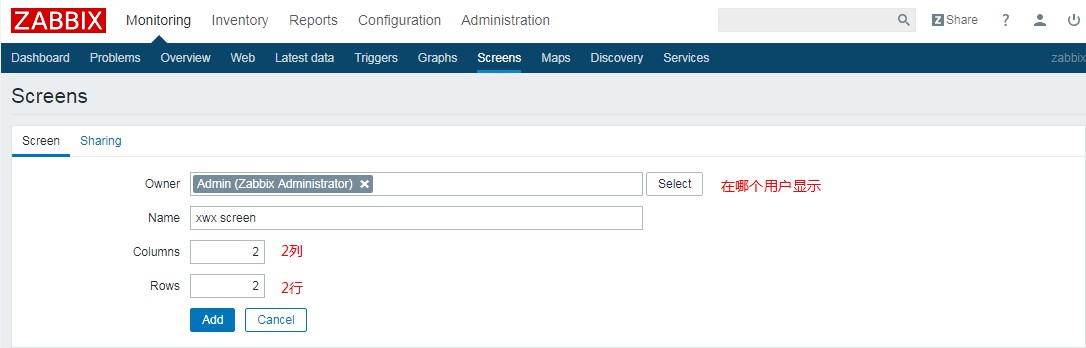 ZABBIX Monitoring Inventory Reports Configuration Administration Z Share ?
Dashboard Problems Overview Web Latest data Triggers Graphs Screens Maps Discovery Services zabbix
Screens
Screen Sharing
Owner Admin (Zabbix Administrator) Select 在哪个用户显示
Name xwx screen
Columns 2 2列
Rows 2 2行
Add Cancel